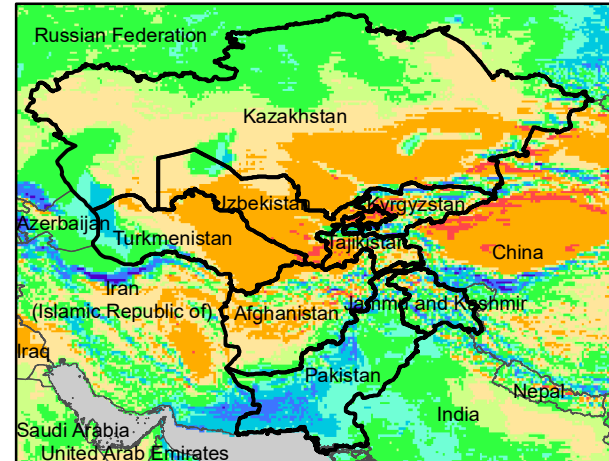 Russian Federation
Kazakhstan
Uzbekistan
Kyrgyzstan
Azerbaijan
Turkmenistan
Tajikistan
China
Iran
(Islamic Republic of)
Afghanistan
Jammu and Kashmir
Iraq
Pakistan
Nepal
India
Saudi Arabia
United Arab Emirates